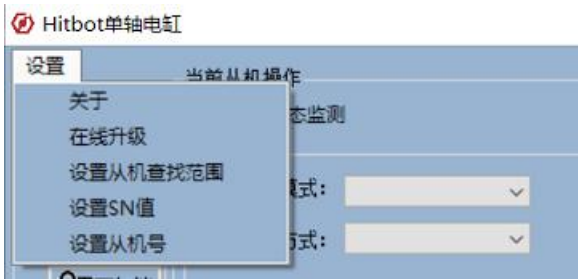 Hitbot单轴电缸
设置
当前从机操作
关于
态监测
在线升级
设置从机查找范围
模式：
设置SN值
方式：
设置从机号